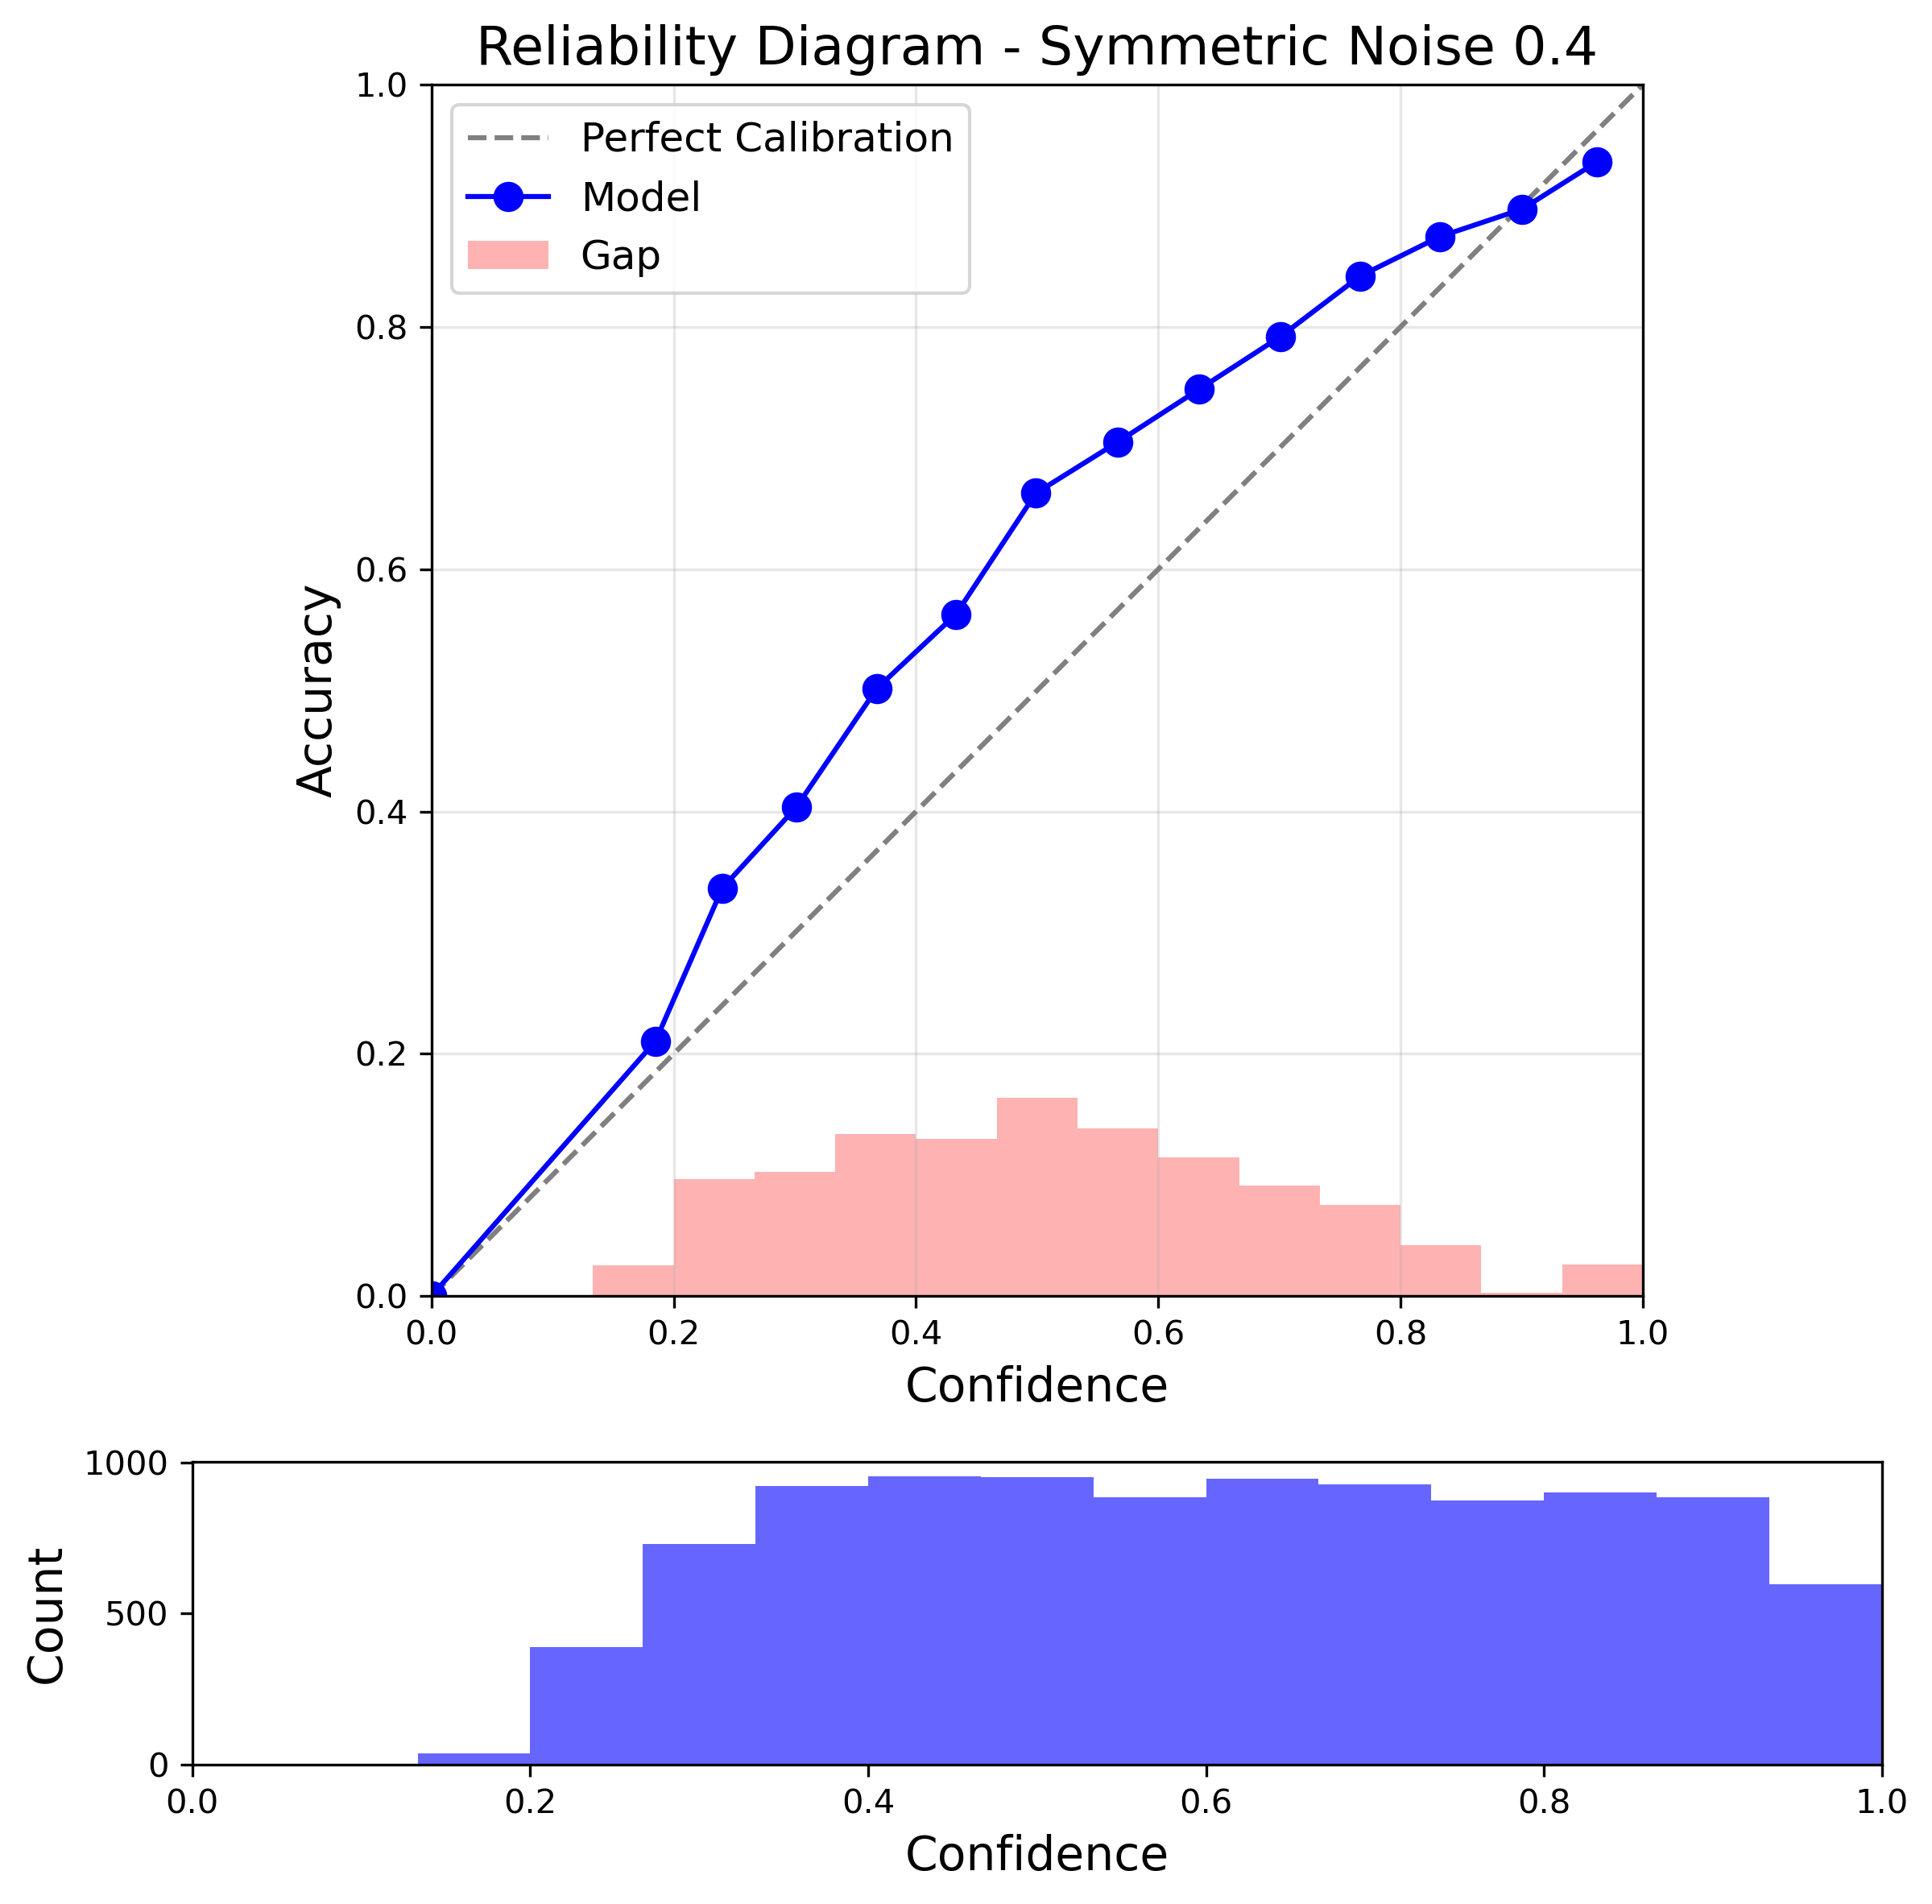 Reliability Diagram - Symmetric Noise 0.4
1.0
Perfect Calibration
Model
Gap
0.8
0.6
Accuracy
0.4
0.2
0.0
0.0 0.2 0.4 0.6 0.8 1.0
Confidence
1000
Count
500
0
0.0 0.2 0.4 0.6 0.8 1.0
Confidence